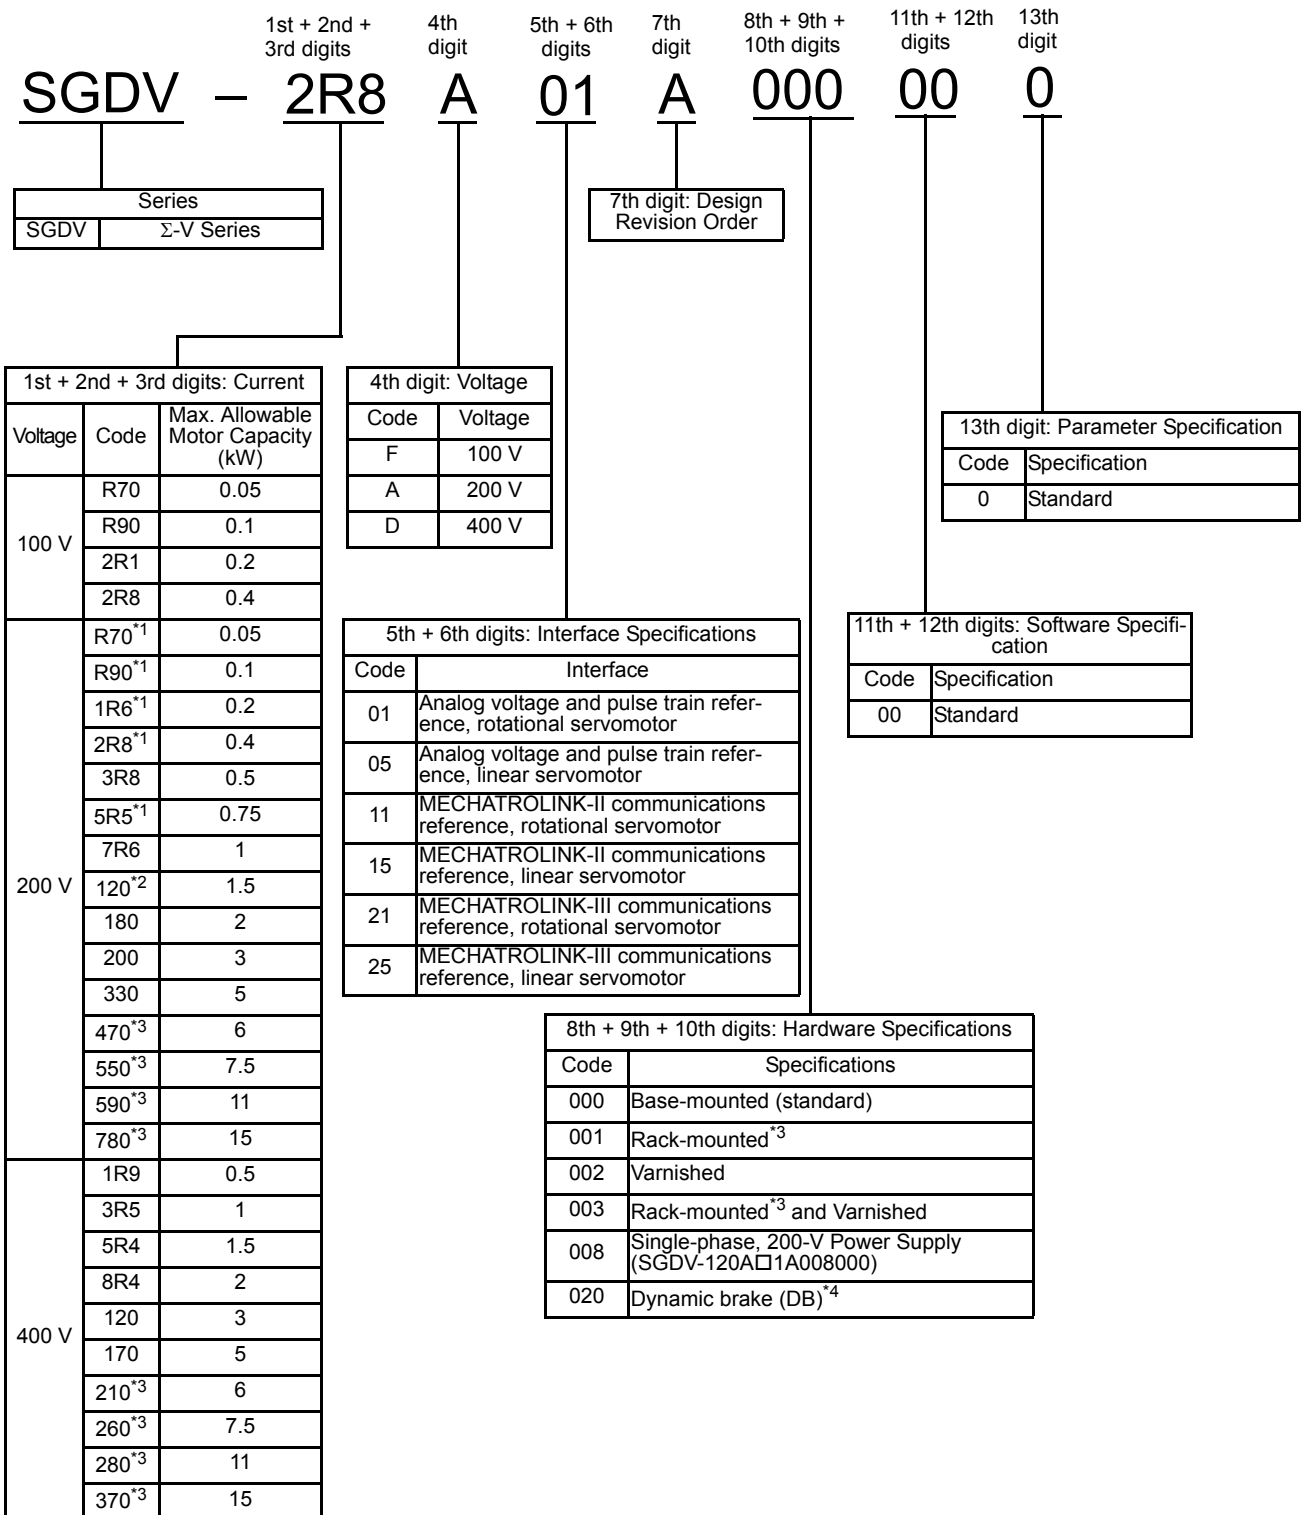 1st + 2nd +
3rd digits
4th
digit
5th + 6th
digits
7th
digit
8th + 9th +
10th digits
11th + 12th
digits
13th
digit
SGDV – 2R8 A 01 A 000 00 0
Series
SGDV Σ-V Series
7th digit: Design
Revision Order
1st + 2nd + 3rd digits: Current
Voltage Code Max. Allowable
Motor Capacity
(kW)
100 V
R70 0.05
R90 0.1
2R1 0.2
2R8 0.4
200 V
R70*1 0.05
R90*1 0.1
1R6*1 0.2
2R8*1 0.4
3R8 0.5
5R5*1 0.75
7R6 1
120*2 1.5
180 2
200 3
330 5
470*3 6
550*3 7.5
590*3 11
780*3 15
400 V
1R9 0.5
3R5 1
5R4 1.5
8R4 2
120 3
170 5
210*3 6
260*3 7.5
280*3 11
370*3 15
4th digit: Voltage
Code Voltage
F 100 V
A 200 V
D 400 V
5th + 6th digits: Interface Specifications
Code Interface
01 Analog voltage and pulse train refer-
ence, rotational servomotor
05 Analog voltage and pulse train refer-
ence, linear servomotor
11 MECHATROLINK-II communications
reference, rotational servomotor
15 MECHATROLINK-II communications
reference, linear servomotor
21 MECHATROLINK-III communications
reference, rotational servomotor
25 MECHATROLINK-III communications
reference, linear servomotor
13th digit: Parameter Specification
Code Specification
0 Standard
11th + 12th digits: Software Specifi-
cation
Code Specification
00 Standard
8th + 9th + 10th digits: Hardware Specifications
Code Specifications
000 Base-mounted (standard)
001 Rack-mounted*3
002 Varnished
003 Rack-mounted*3 and Varnished
008 Single-phase, 200-V Power Supply
(SGDV-120A□1A008000)
020 Dynamic brake (DB)*4